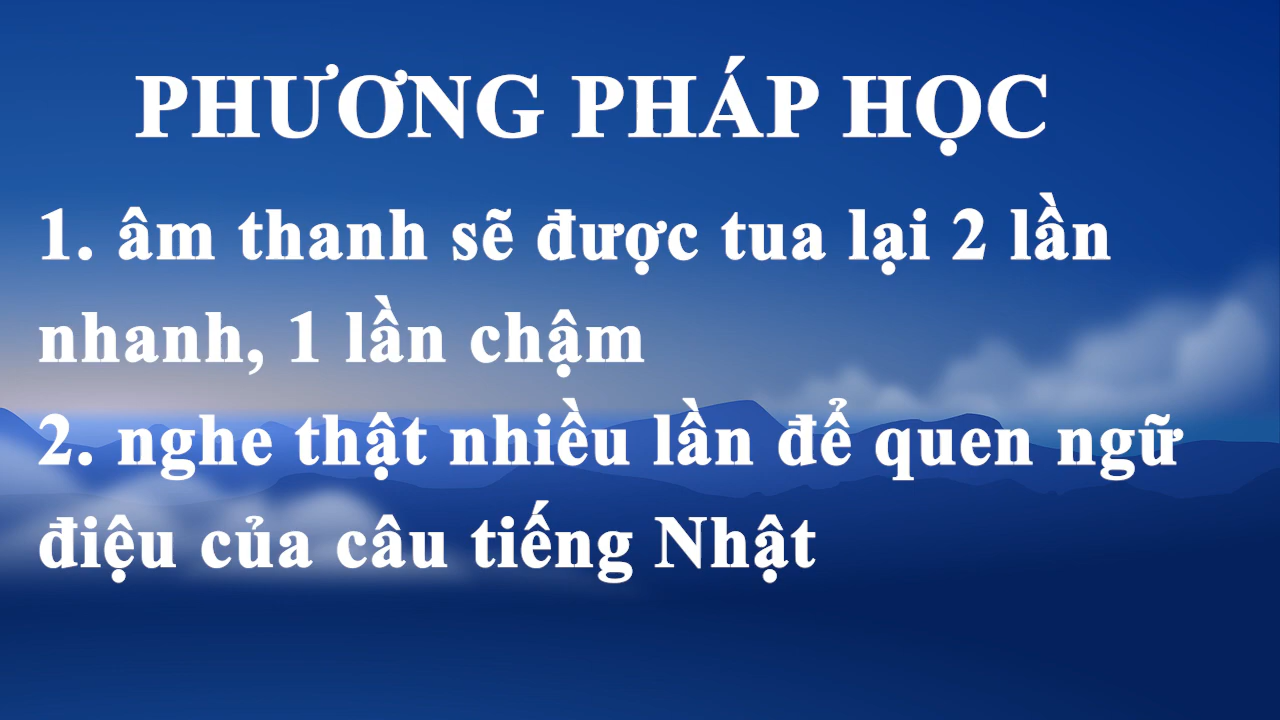 PHƯƠNG PHÁP HỌC
1. âm thanh sẽ được tua lại 2 lần
nhanh, 1 lần chậm
2. nghe thật nhiều lần để quen ngữ
điệu của câu tiếng Nhật